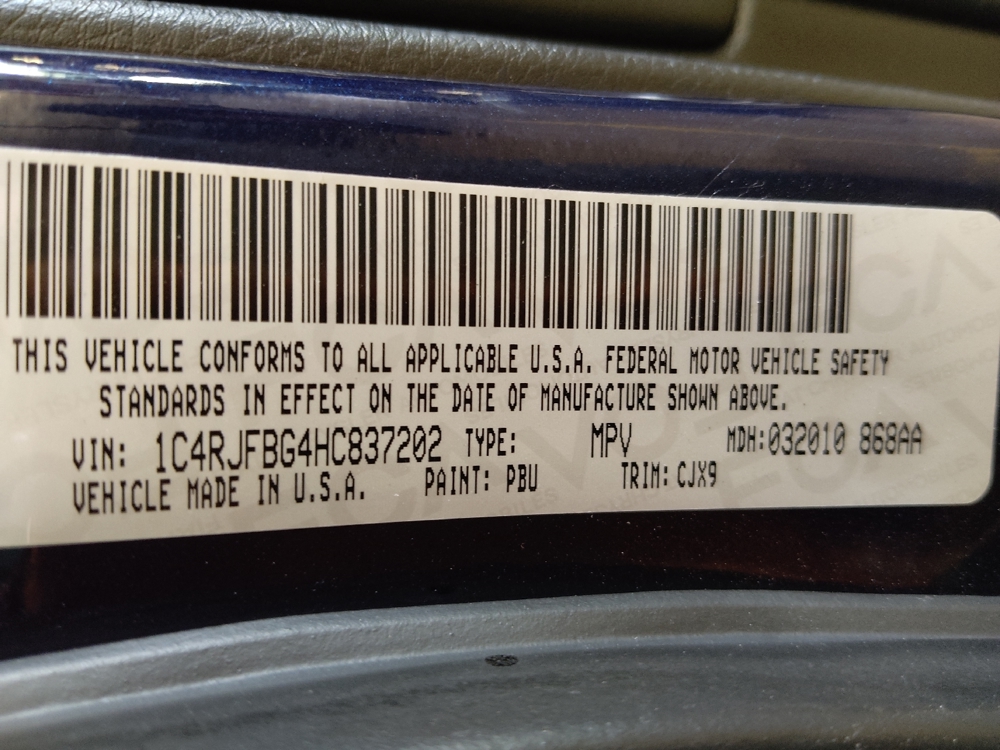 THIS VEHICLE CONFORMS TO ALL APPLICABLE U.S.A. FEDERAL MOTOR VEHICLE SAFETY
STANDARDS IN EFFECT ON THE DATE OF MANUFACTURE SHOWN ABOVE.
VIN: 1C4RJFBG4HC837202 TYPE: MPV MDH:032010 868AA
VEHICLE MADE IN U.S.A. PAINT: PBU TRIM: CJX9